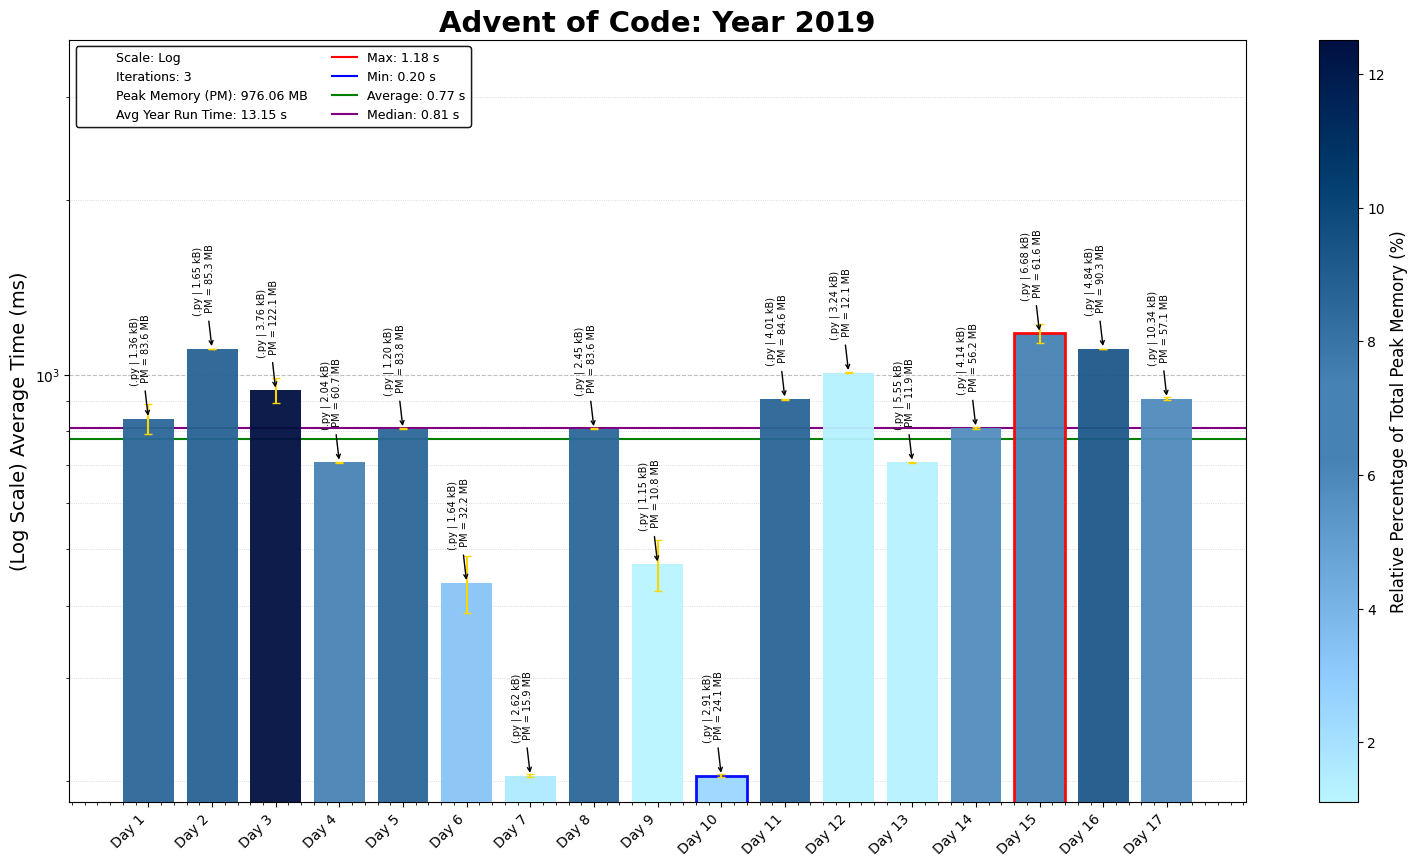 Advent of Code: Year 2019
Scale: Log
Iterations: 3
Peak Memory (PM): 976.06 MB
Avg Year Run Time: 13.15 s
Max: 1.18 s
Min: 0.20 s
Average: 0.77 s
Median: 0.81 s
(Log Scale) Average Time (ms)
10³
(.py | 1.36 kB)
PM = 83.6 MB
(.py | 1.65 kB)
PM = 85.3 MB
(.py | 3.76 kB)
PM = 122.1 MB
(.py | 2.04 kB)
PM = 60.7 MB
(.py | 1.20 kB)
PM = 83.8 MB
(.py | 1.64 kB)
PM = 32.2 MB
(.py | 2.62 kB)
PM = 15.9 MB
(.py | 2.45 kB)
PM = 83.6 MB
(.py | 1.15 kB)
PM = 10.8 MB
(.py | 2.91 kB)
PM = 24.1 MB
(.py | 4.01 kB)
PM = 84.6 MB
(.py | 3.24 kB)
PM = 12.1 MB
(.py | 5.55 kB)
PM = 11.9 MB
(.py | 4.14 kB)
PM = 56.2 MB
(.py | 6.68 kB)
PM = 61.6 MB
(.py | 4.84 kB)
PM = 90.3 MB
(.py | 10.34 kB)
PM = 57.1 MB
Day 1
Day 2
Day 3
Day 4
Day 5
Day 6
Day 7
Day 8
Day 9
Day 10
Day 11
Day 12
Day 13
Day 14
Day 15
Day 16
Day 17
12
10
8
6
4
2
Relative Percentage of Total Peak Memory (%)